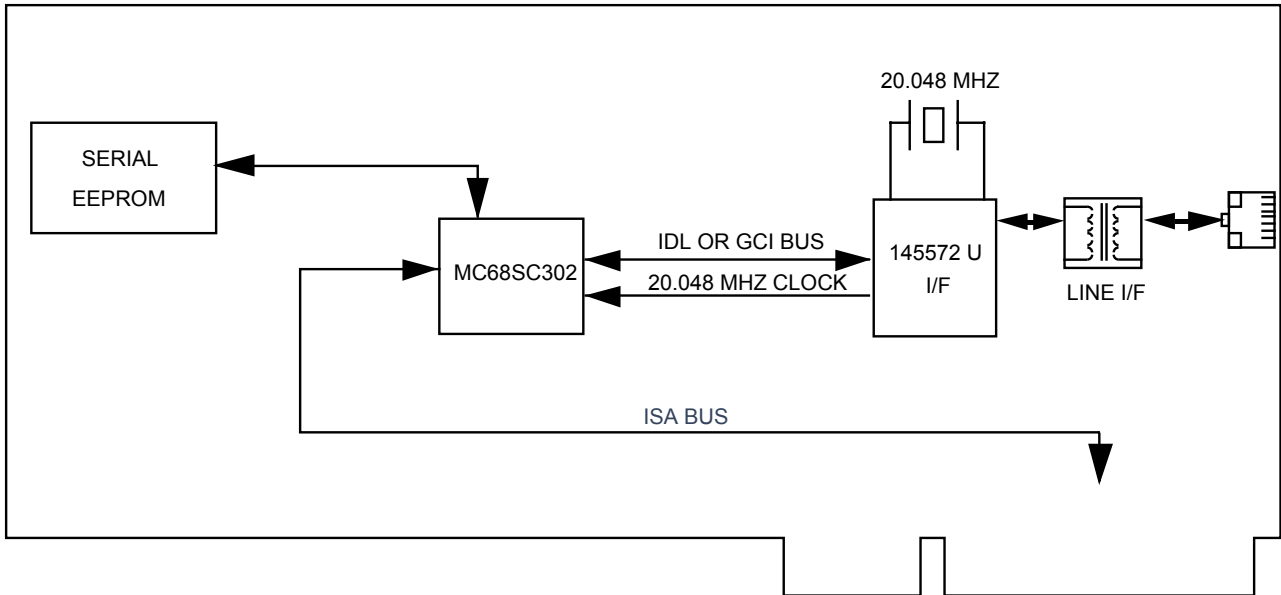 20.048 MHZ
SERIAL
EEPROM
MC68SC302
IDL OR GCI BUS
20.048 MHZ CLOCK
145572 U
I/F
LINE I/F
ISA BUS